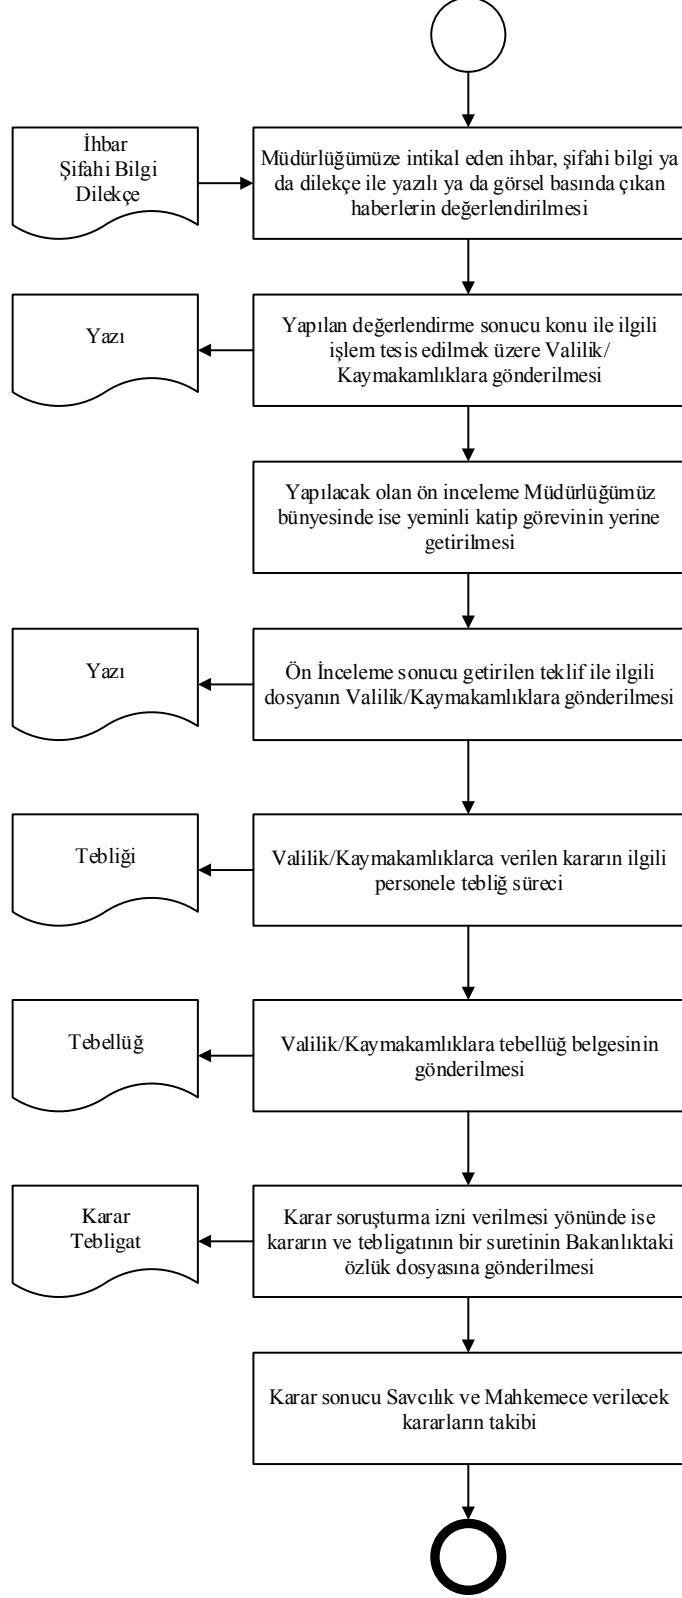 İhbar
Şifahi Bilgi
Dilekçe
Müdürlüğümüze intikal eden ihbar, şifahi bilgi ya
da dilekçe ile yazılı ya da görsel basında çıkan
haberlerin değerlendirilmesi
Yazı
Yapılan değerlendirme sonucu konu ile ilgili
işlem tesis edilmek üzere Valilik/
Kaymakamlıklara gönderilmesi
Yapılacak olan ön inceleme Müdürlüğümüz
bünyesinde ise yeminli katip görevinin yerine
getirilmesi
Yazı
Ön İnceleme sonucu getirilen teklif ile ilgili
dosyanın Valilik/Kaymakamlıklara gönderilmesi
Tebliği
Valilik/Kaymakamlıklarca verilen kararın ilgili
personele tebliğ süreci
Tebellüğ
Valilik/Kaymakamlıklara tebellüğ belgesinin
gönderilmesi
Karar
Tebligat
Karar soruşturma izni verilmesi yönünde ise
kararın ve tebligatının bir suretinin Bakanlıktaki
özlük dosyasına gönderilmesi
Karar sonucu Savcılık ve Mahkemece verilecek
kararların takibi